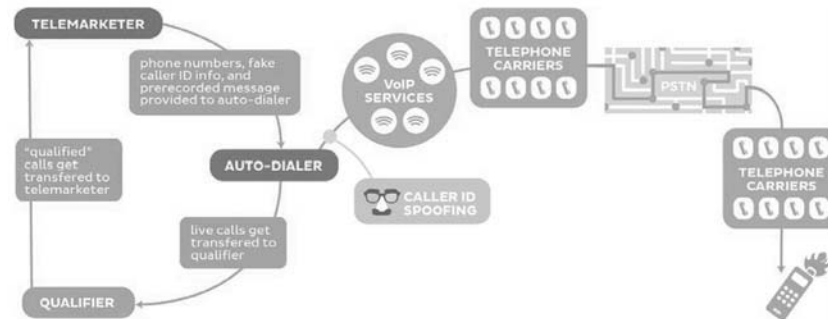 TELEMARKETER
phone numbers, fake
caller ID info, and
prerecorded message
provided to auto-dialer
"qualified"
calls get
transfered to
telemarketer
AUTO-DIALER
live calls get
transfered to
qualifier
QUALIFIER
VoIP
SERVICES
CALLER ID
SPOOFING
TELEPHONE
CARRIERS
PSTN
TELEPHONE
CARRIERS